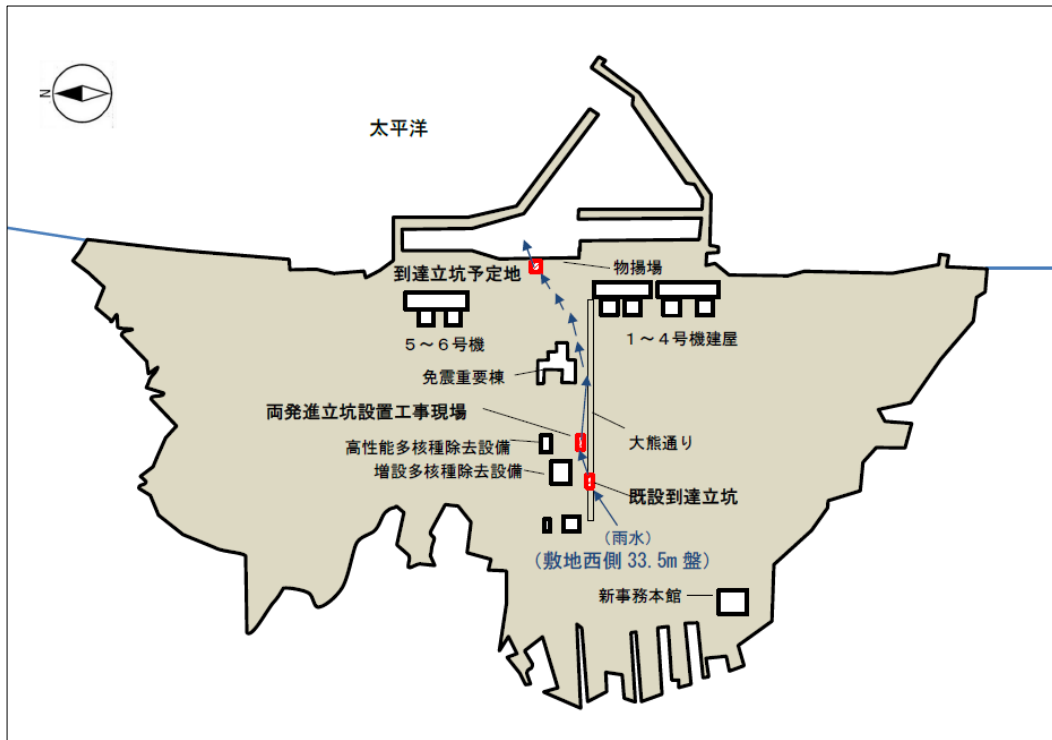 N
太平洋
到達立坑予定地
物揚場
5~6号機
1~4号機建屋
免震重要棟
両発進立坑設置工事現場
大熊通り
高性能多核種除去設備
増設多核種除去設備
既設到達立坑
(雨水)
(敷地西側 33.5m 盤)
新事務本館